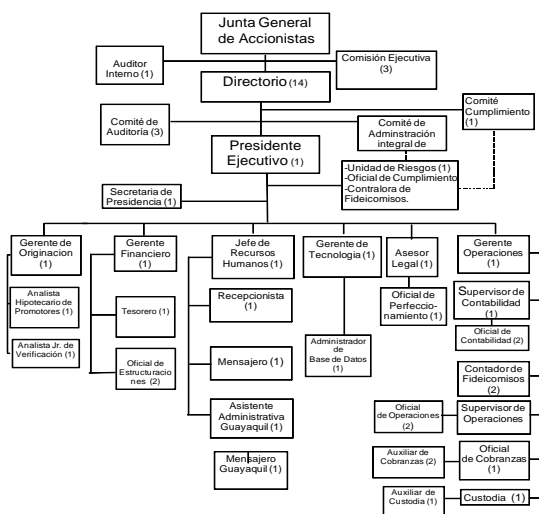 Junta General
de Accionistas
Auditor
Interno (1)
Comisión Ejecutiva
(3)
Directorio (14)
Comité
Cumplimiento
(1)
Comité de
Auditoría (3)
Comité de
Adminstración
integral de
Presidente
Ejecutivo (1)
-Unidad de Riesgos (1)
-Oficial de Cumplimiento
-Contralora de
Fideicomisos.
Secretaria de
Presidencia (1)
Gerente de
Originacion
(1)
Gerente
Financiero
(1)
Jefe de
Recursos
Humanos (1)
Gerente de
Tecnologia
(1)
Asesor
Legal (1)
Gerente
Operaciones
(1)
Analista
Hipotecario de
Promotores (1)
Tesorero (1)
Recepcionista
(1)
Oficial de
Perfeccio-
namiento (1)
Supervisor de
Contabilidad
(1)
Oficial de
Contabilidad (2)
Analista Jr. de
Verificación (1)
Oficial de
Estructuracio
nes (2)
Mensajero (1)
Administrador
de
Base de Datos
(1)
Contador de
Fideicomisos
(2)
Asistente
Administrativa
Guayaquil (1)
Oficial
de Operaciones
(2)
Supervisor de
Operaciones
Mensajero
Guayaquil (1)
Auxiliar de
Cobranzas (2)
Oficial
de Cobranzas
(1)
Auxiliar de
Custodia (1)
Custodia (1)